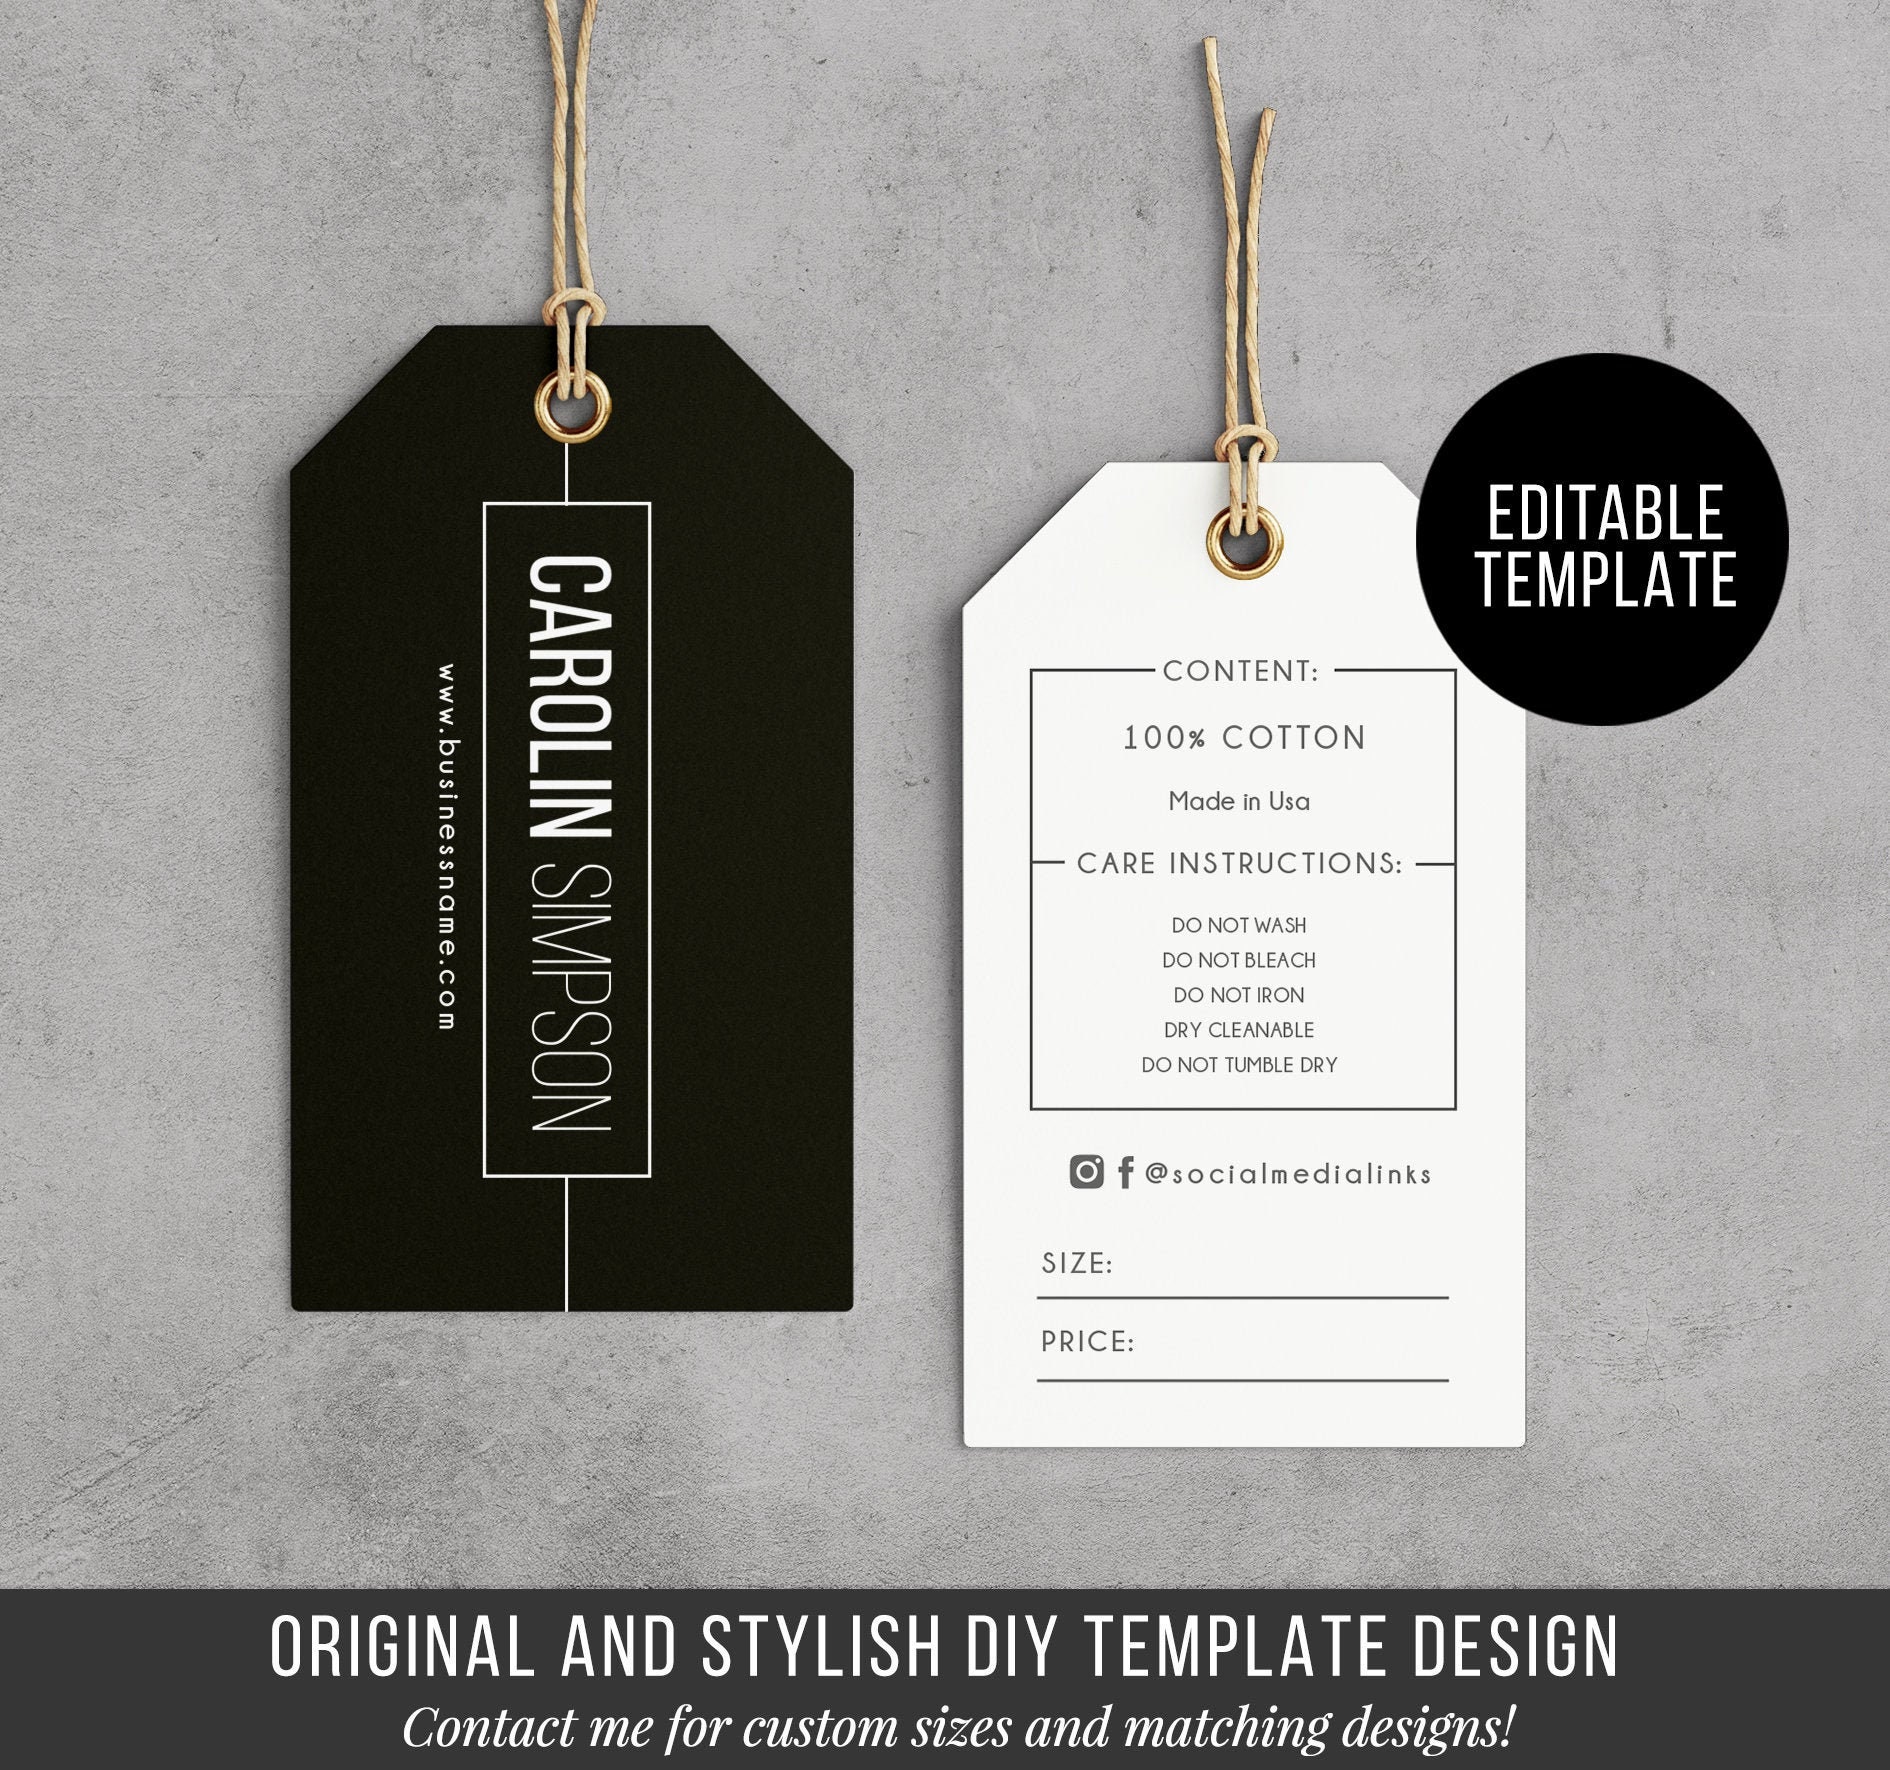 CAROLIN SIMPSON
www.businessname.com
EDITABLE
TEMPLATE
CONTENT:
100% COTTON
Made in Usa
CARE INSTRUCTIONS:
DO NOT WASH
DO NOT BLEACH
DO NOT IRON
DRY CLEANABLE
DO NOT TUMBLE DRY
@socialmedialinks
SIZE:
PRICE:
ORIGINAL AND STYLISH DIY TEMPLATE DESIGN
Contact me for custom sizes and matching designs!